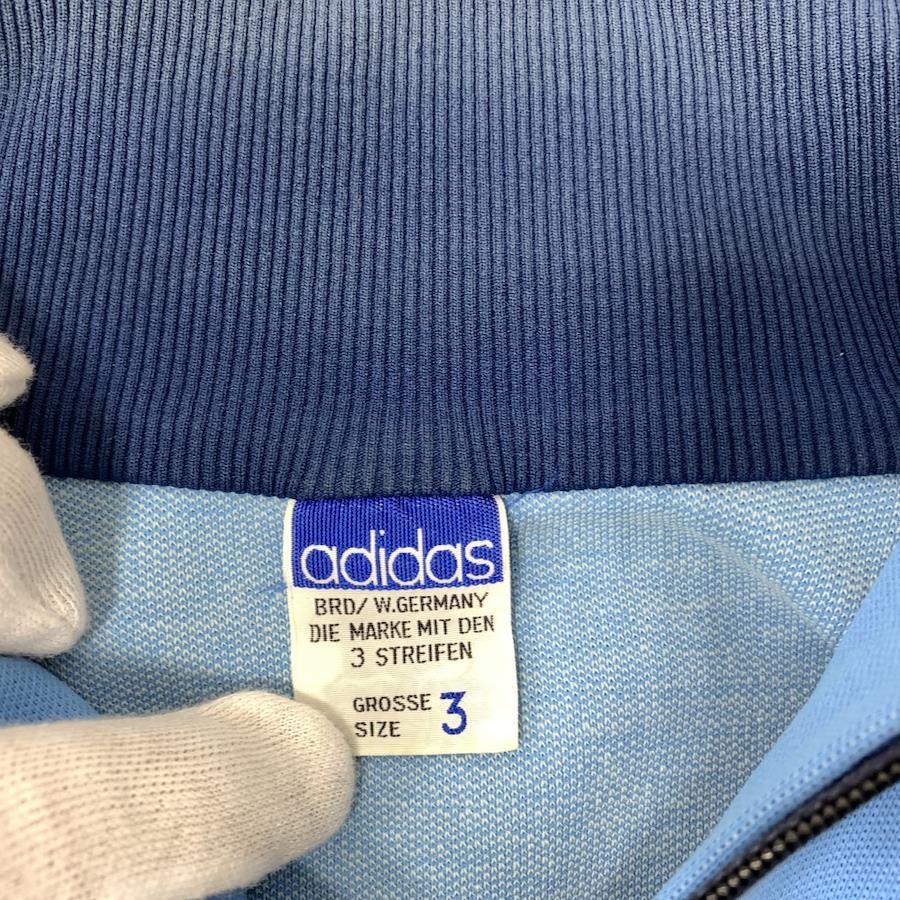 adidas
BRD/ W.GERMANY
DIE MARKE MIT DEN
3 STREIFEN
GROSSE 3
SIZE